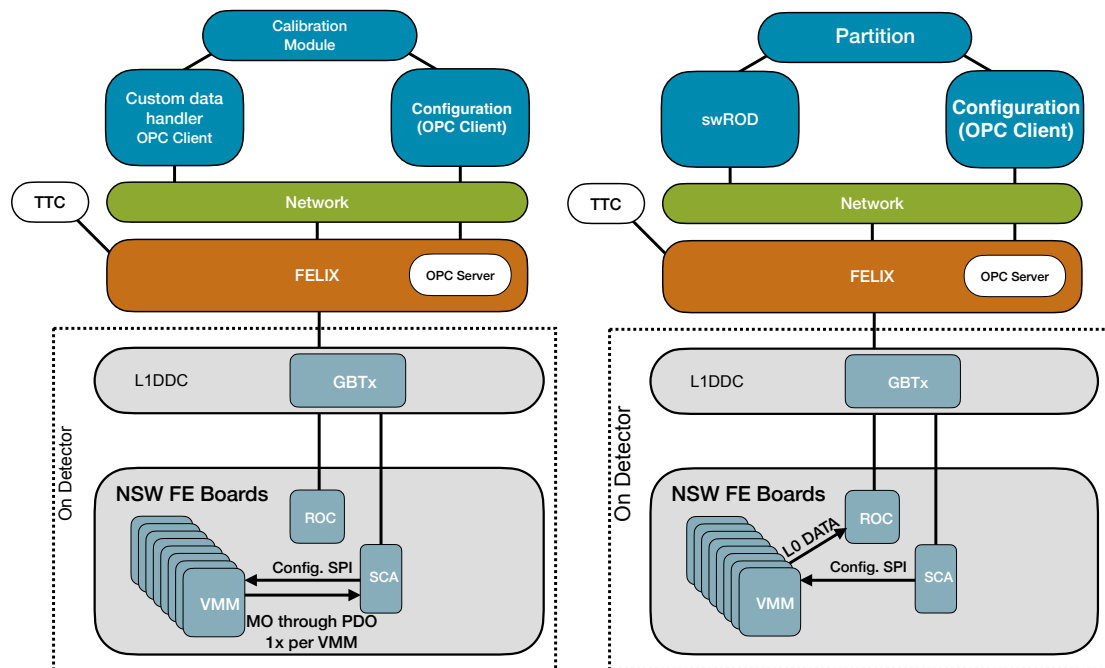 Calibration
Module
Custom data
handler
OPC Client
Configuration
(OPC Client)
TTC
Network
FELIX
OPC Server
On Detector
L1DDC
GBTx
NSW FE Boards
ROC
Config. SPI
SCA
VMM
MO through PDO
1x per VMM
Partition
swROD
Configuration
(OPC Client)
TTC
Network
FELIX
OPC Server
On Detector
L1DDC
GBTx
NSW FE Boards
ROC
L0 DATA
Config. SPI
SCA
VMM